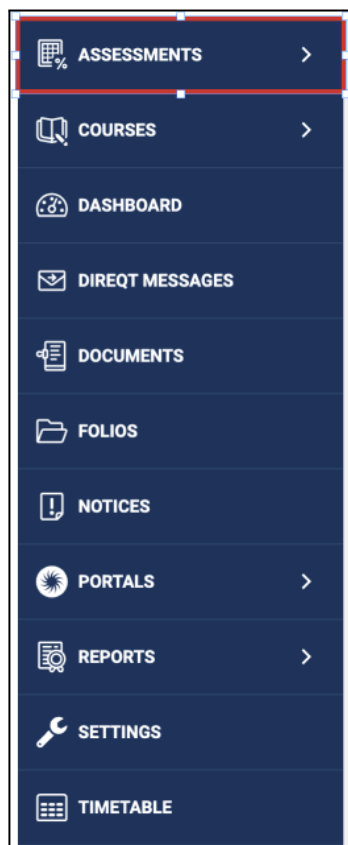 ASSESSMENTS
COURSES
DASHBOARD
DIREQT MESSAGES
DOCUMENTS
FOLIOS
NOTICES
PORTALS
REPORTS
SETTINGS
TIMETABLE